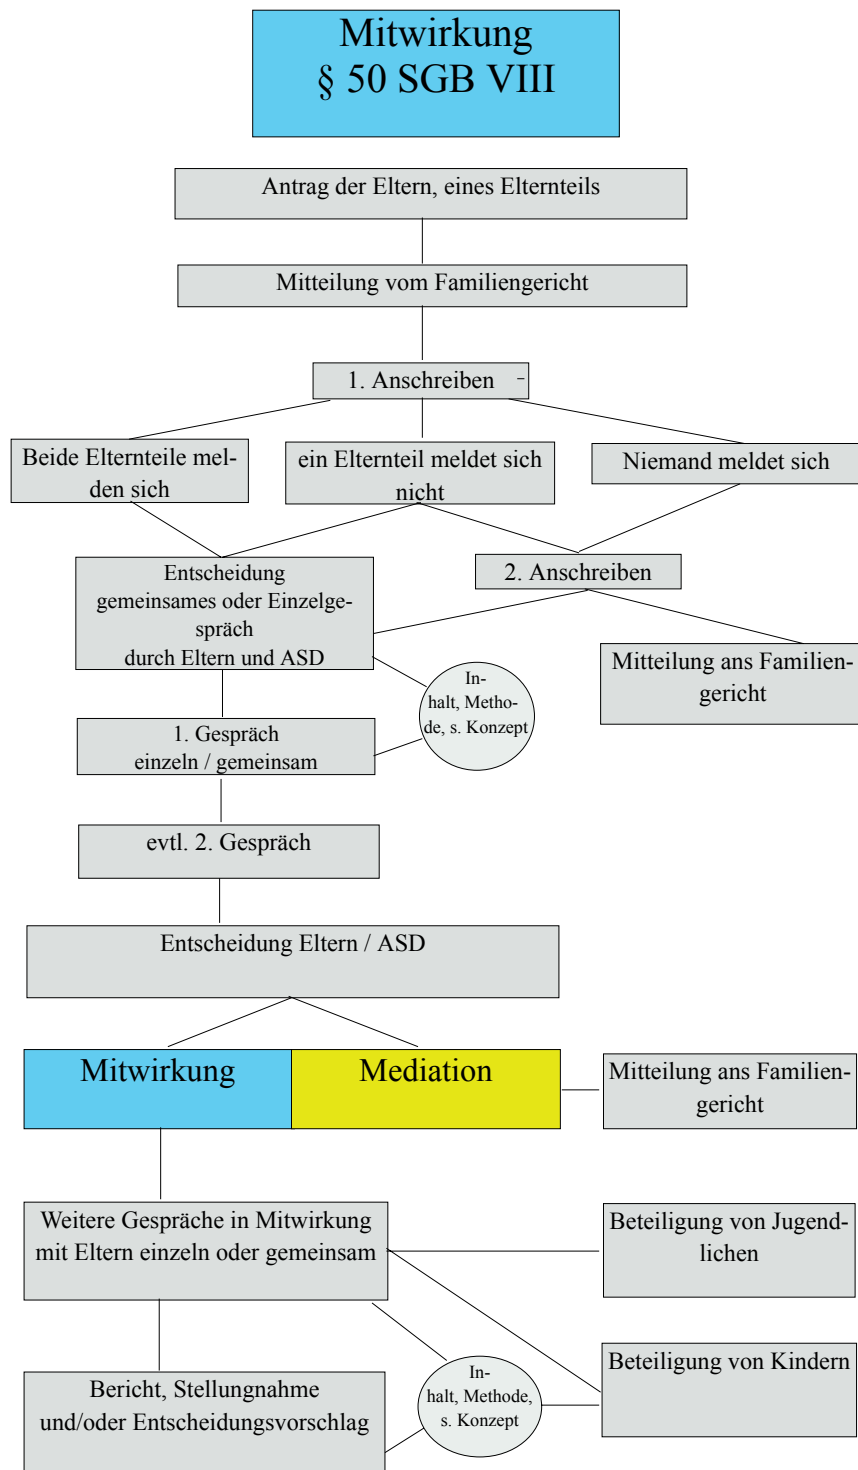 Mitwirkung
§ 50 SGB VIII
Antrag der Eltern, eines Elternteils
Mitteilung vom Familiengericht
1. Anschreiben -
Beide Elternteile mel-
den sich
ein Elternteil meldet sich
nicht
Niemand meldet sich
Entscheidung
gemeinsames oder Einzelge-
spräch
durch Eltern und ASD
2. Anschreiben
Mitteilung ans Familien-
gericht
In-
halt, Metho-
de, s. Konzept
1. Gespräch
einzeln / gemeinsam
evtl. 2. Gespräch
Entscheidung Eltern / ASD
Mitwirkung
Mediation
Mitteilung ans Familien-
gericht
Weitere Gespräche in Mitwirkung
mit Eltern einzeln oder gemeinsam
Beteiligung von Jugend-
lichen
Bericht, Stellungnahme
und/oder Entscheidungsvorschlag
In-
halt, Methode,
s. Konzept
Beteiligung von Kindern